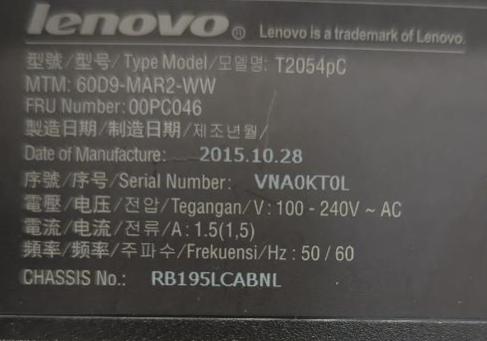 lenovo® Lenovo is a trademark of Lenovo.
型號/型号/Type Model/모델명: T2054pC
MTM: 60D9-MAR2-WW
FRU Number: 00PC046
製造日期/制造日期/제조년월/
Date of Manufacture: 2015.10.28
序號/序号/Serial Number: VNA0KT0L
電壓/电压/전압/Tegangan/V: 100 - 240V ~ AC
電流/电流/전류/A: 1.5(1,5)
頻率/频率/주파수/Frekuensi/Hz: 50 / 60
CHASSIS No.: RB195LCABNL